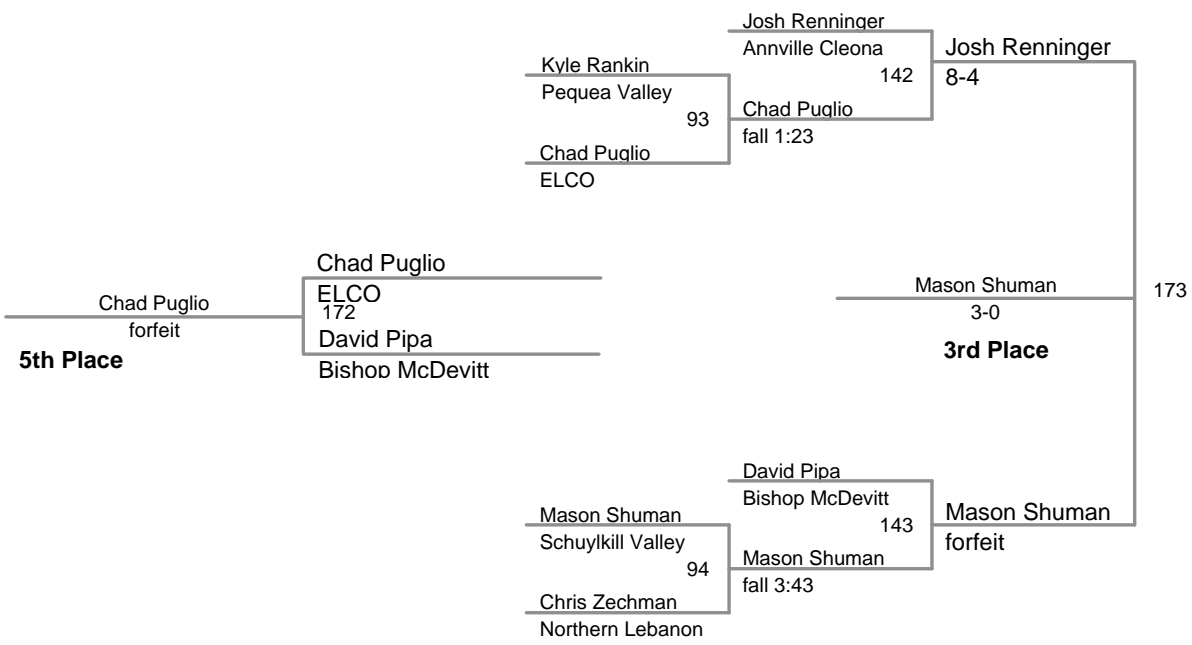 Josh Renninger
Annville Cleona
142
Josh Renninger
8-4
Kyle Rankin
Pequea Valley
93
Chad Puglio
fall 1:23
Chad Puglio
ELCO
Chad Puglio
ELCO
172
David Pipa
Bishop McDevitt
Chad Puglio
forfeit
5th Place
Mason Shuman
3-0
3rd Place
173
David Pipa
Bishop McDevitt
143
Mason Shuman
forfeit
Mason Shuman
Schuylkill Valley
94
Mason Shuman
fall 3:43
Chris Zechman
Northern Lebanon